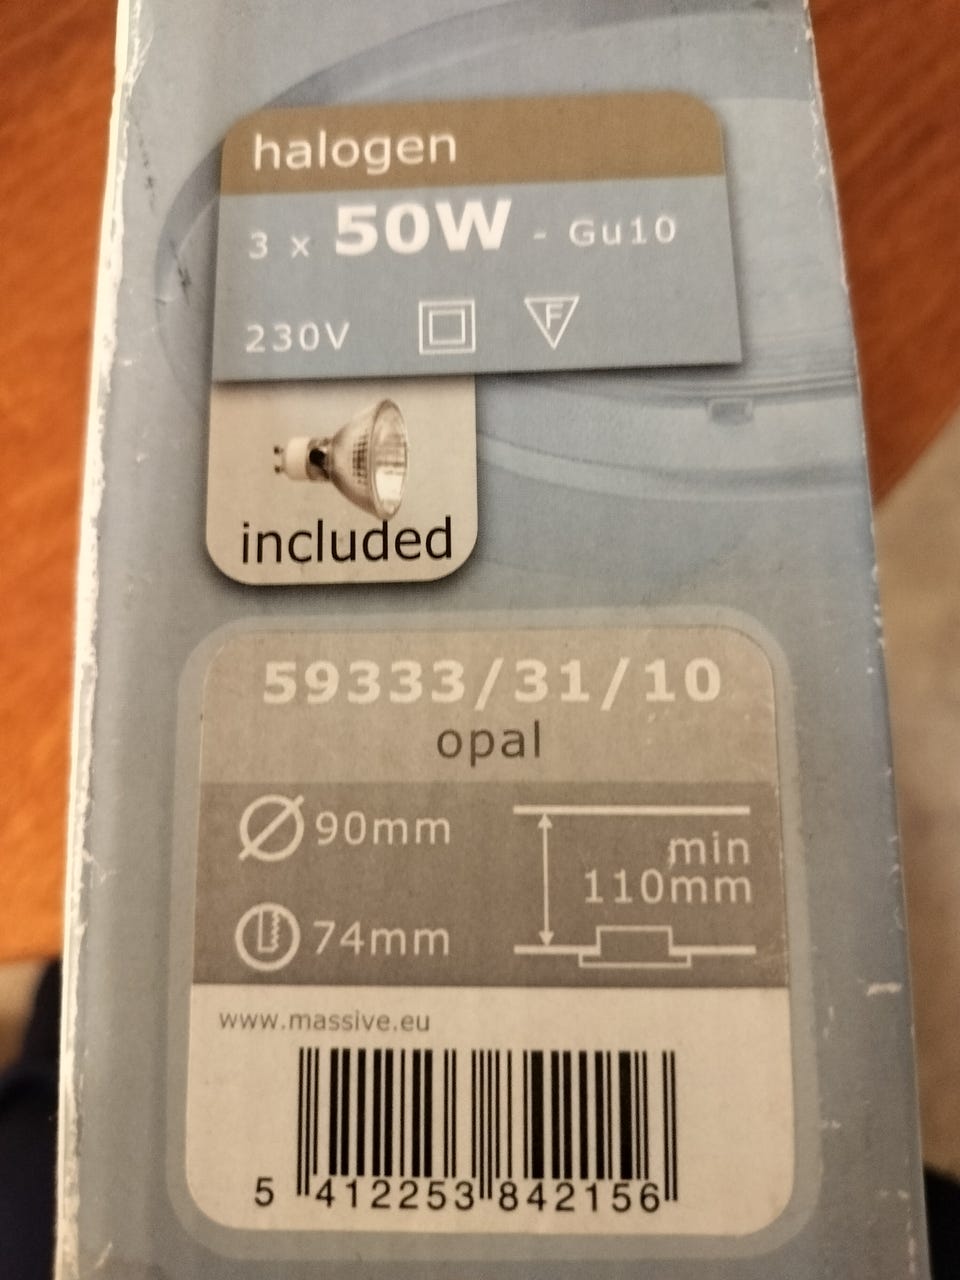 halogen
3 x 50W - Gu10
230V F
included
59333/31/10
opal
90mm
min
110mm
74mm
www.massive.eu
5 412253 842156